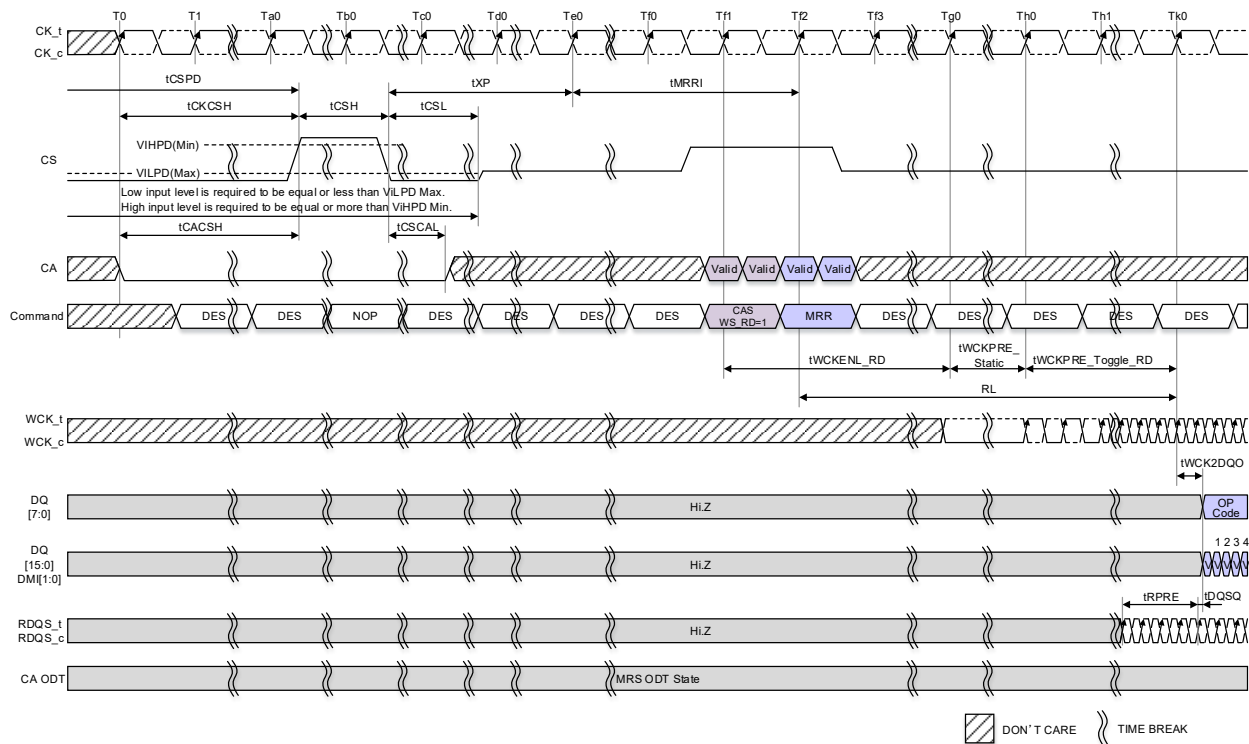 T0 T1 Ta0 Tb0 Tc0 Td0 Te0 Tf0 Tf1 Tf2 Tf3 Tg0 Th0 Th1 Tk0
CK_t
CK_c
tCSPD
tXP
tMRRI
tCKCSH
tCSH
tCSL
VIHPD(Min)
CS
VILPD(Max)
Low input level is required to be equal or less than ViLPD Max.
High input level is required to be equal or more than ViHPD Min.
tCACSH
tCSCAL
CA
Valid Valid Valid Valid
Command
DES DES NOP DES DES DES DES CAS WS_RD=1 MRR DES DES DES DES DES
tWCKENL_RD
tWCKPRE_
Static
tWCKPRE_Toggle_RD
RL
WCK_t
WCK_c
tWCK2DQO
DQ
[7:0]
Hi.Z
OP
Code
1 2 3 4
DQ
[15:0]
DMI[1:0]
Hi.Z
V V V V V
tRPRE
tDQSQ
RDQS_t
RDQS_c
Hi.Z
CA ODT
MRS ODT State
DON'T CARE
TIME BREAK